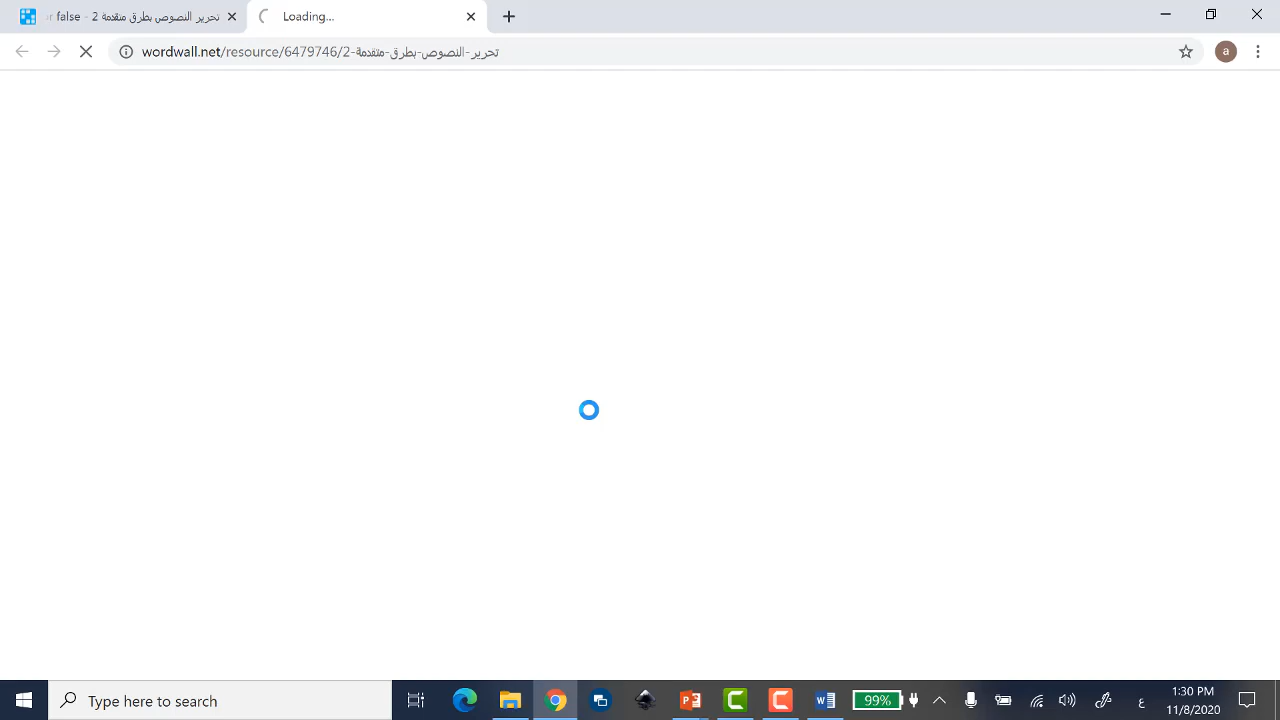 r false - 2 تحرير النصوص بطرق متقدمة
Loading...
wordwall.net/resource/6479746/2-تحرير-النصوص-بطرق-متقدمة
a
Type here to search
99%
ع
1:30 PM
11/8/2020